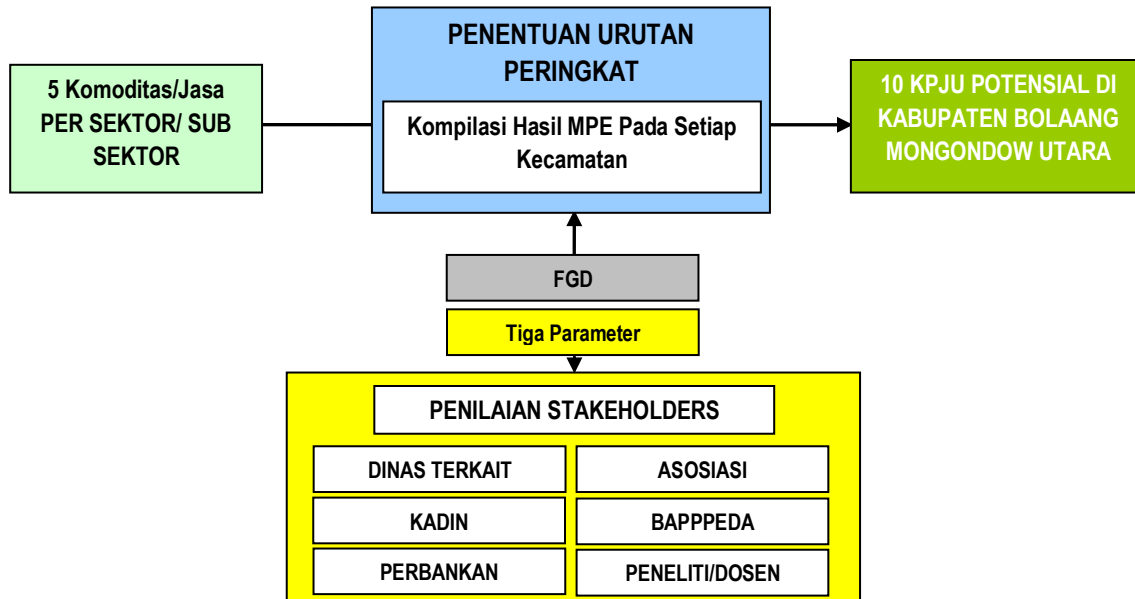 5 Komoditas/Jasa
PER SEKTOR/ SUB
SEKTOR
PENENTUAN URUTAN
PERINGKAT
Kompilasi Hasil MPE Pada Setiap
Kecamatan
10 KPJU POTENSIAL DI
KABUPATEN BOLAANG
MONGONDOW UTARA
FGD
Tiga Parameter
PENILAIAN STAKEHOLDERS
DINAS TERKAIT
ASOSIASI
KADIN
BAPPPEDA
PERBANKAN
PENELITI/DOSEN